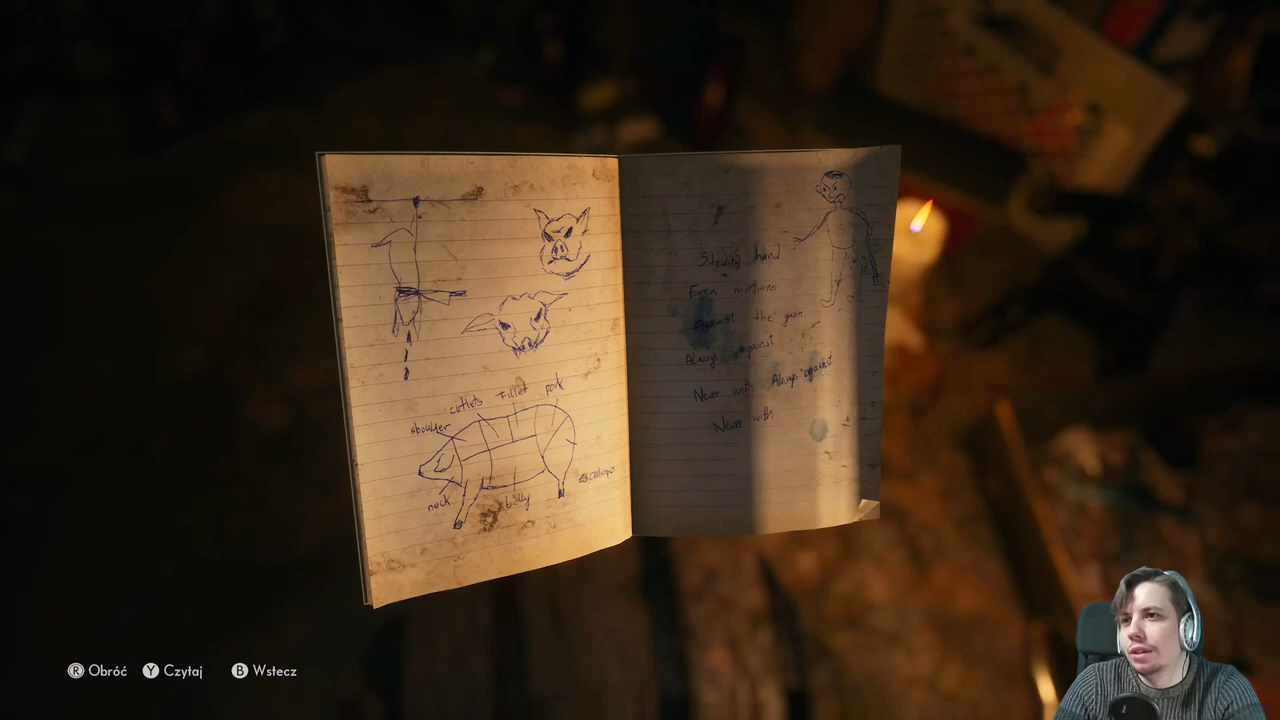 cutlets Fillet pork
shoulder
neck
belly
escalope
Steady hand
Even motions
Against the grain
Always against
Never with Always against
Never with
R Obróć Y Czytaj B Wstecz